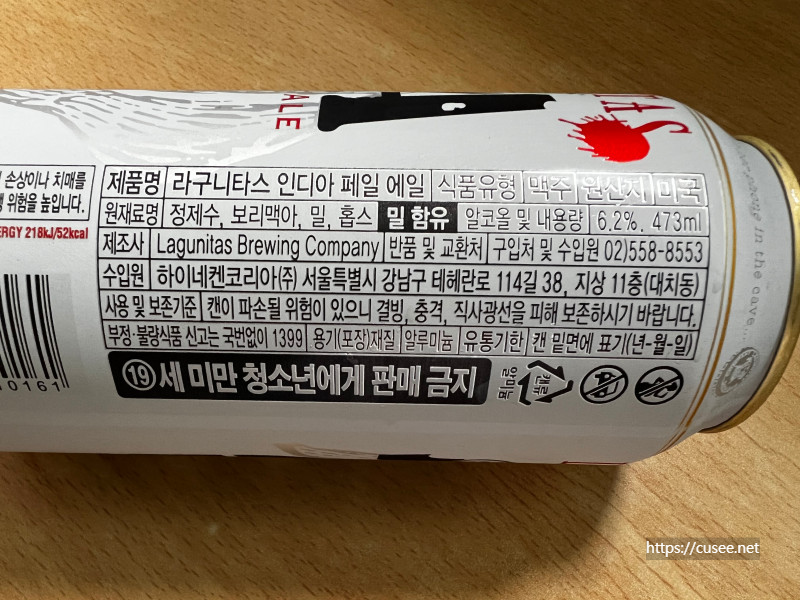 ALE
손상이나 치매를
위험을 높입니다.
ERGY 218kJ/52kcal
0161
제품명 라구니타스 인디아 페일 에일 식품유형 맥주 원산지 미국
원재료명 정제수, 보리맥아, 밀, 홉스 밀 함유 알코올 및 내용량 6.2%, 473ml
제조사 Lagunitas Brewing Company 반품 및 교환처 구입처 및 수입원 02)558-8553
수입원 하이네켄코리아(주) 서울특별시 강남구 테헤란로 114길 38, 지상 11층(대치동)
사용 및 보존기준 캔이 파손될 위험이 있으니 결빙, 충격, 직사광선을 피해 보존하시기 바랍니다.
부정·불량식품 신고는 국번없이 1399 용기(포장)재질 알루미늄 유통기한 캔 밑면에 표기(년-월-일)
19세 미만 청소년에게 판매 금지
캔류
알미늄
in the cave...
https://cusee.net